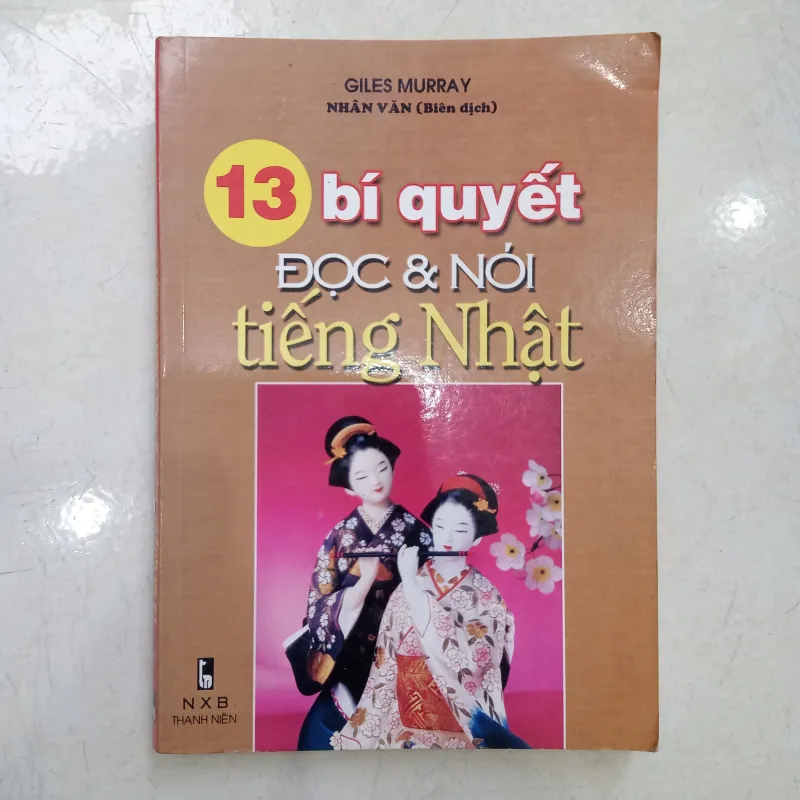 GILES MURRAY
NHÂN VĂN (Biên dịch)
13 bí quyết
ĐỌC & NÓI
tiếng Nhật
NXB
THANH NIÊN